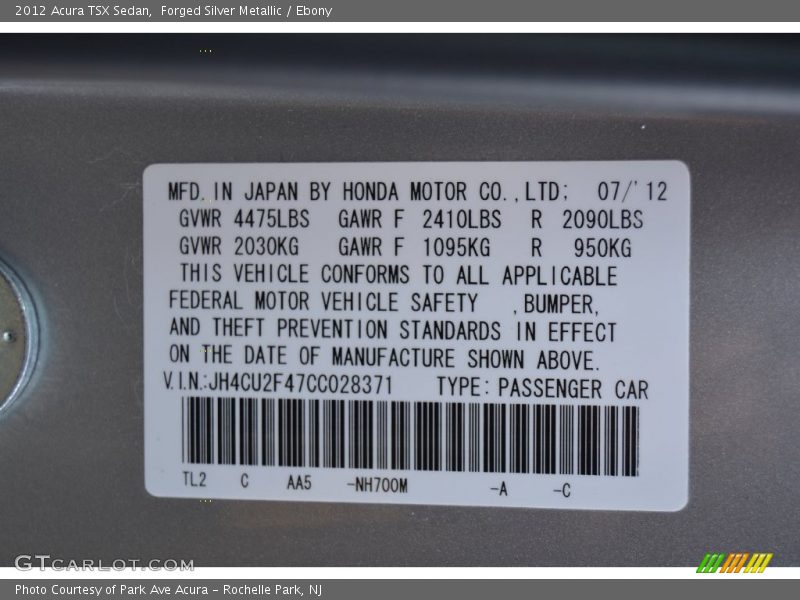 2012 Acura TSX Sedan,  Forged Silver Metallic / Ebony
MFD. IN JAPAN BY HONDA MOTOR CO.,LTD; 07/'12
GVWR 4475LBS GAWR F 2410LBS R 2090LBS
GVWR 2030KG GAWR F 1095KG R 950KG
THIS VEHICLE CONFORMS TO ALL APPLICABLE
FEDERAL MOTOR VEHICLE SAFETY ,BUMPER,
AND THEFT PREVENTION STANDARDS IN EFFECT
ON THE DATE OF MANUFACTURE SHOWN ABOVE.
V.I.N.:JH4CU2F47CC028371 TYPE: PASSENGER CAR
TL2 C AA5 -NH700M -A -C
GTCARLOT.COM
Photo Courtesy of Park Ave Acura – Rochelle Park, NJ